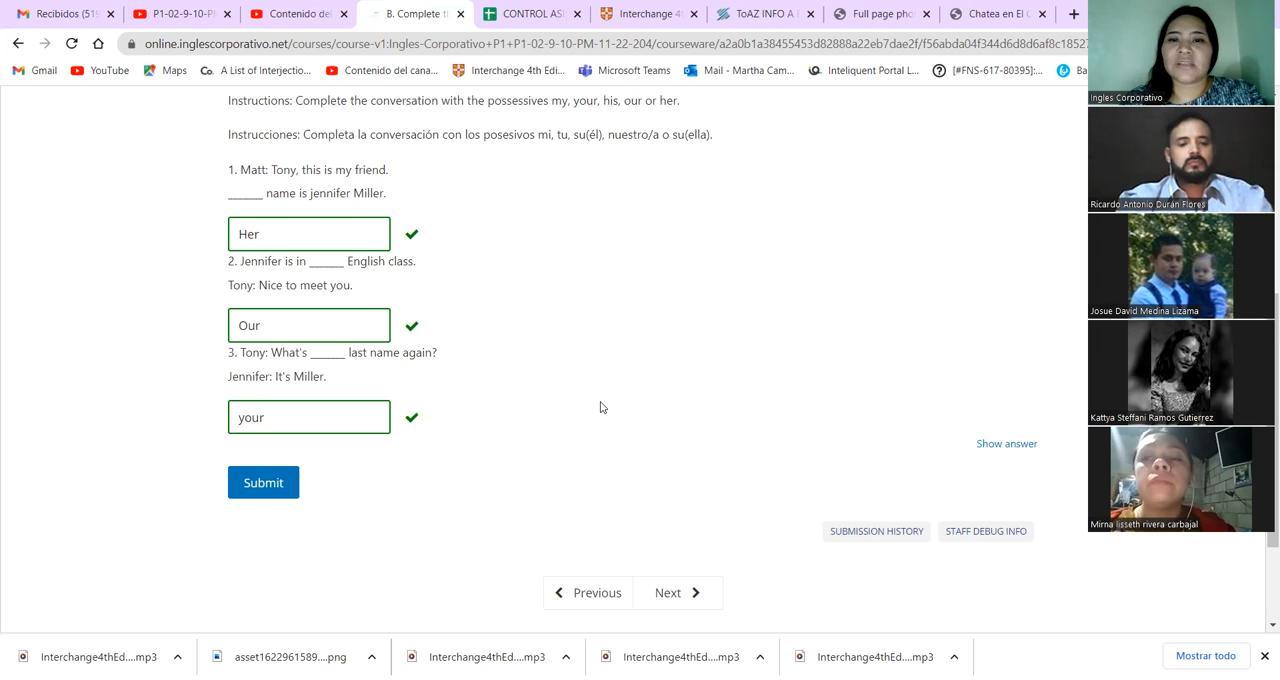 Recibidos (51
P1-02-9-10-P
Contenido de
B. Complete t
CONTROL ASI
Interchange 4
ToAZ INFO A
Full page pho
Chatea en El C
online.inglescorporativo.net/courses/course-v1:Ingles-Corporativo+P1+P1-02-9-10-PM-11-22-204/courseware/a2a0b1a38455453d82888a22eb7dae2f/f56abda04f344d6d8d6af8c1852
Gmail
YouTube
Maps
Co. A List of Interjectio...
Contenido del cana...
Interchange 4th Edi...
Microsoft Teams
Mail - Martha Cam...
Inteliquent Portal L...
[#FNS-617-80395]:...
Ba
Instructions: Complete the conversation with the possessives my, your, his, our or her.
Instrucciones: Completa la conversación con los posesivos mi, tu, su(él), nuestro/a o su(ella).
1. Matt: Tony, this is my friend.
______ name is jennifer Miller.
Her
2. Jennifer is in ______ English class.
Tony: Nice to meet you.
Our
3. Tony: What's ______ last name again?
Jennifer: It's Miller.
your
Show answer
Submit
SUBMISSION HISTORY
STAFF DEBUG INFO
Previous
Next
Ingles Corporativo
Ricardo Antonio Durán Flores
Josue David Medina Lizama
Kattya Steffani Ramos Gutierrez
Mirna lisseth rivera carbajal
Interchange4thEd....mp3
asset1622961589....png
Interchange4thEd....mp3
Interchange4thEd....mp3
Interchange4thEd....mp3
Mostrar todo